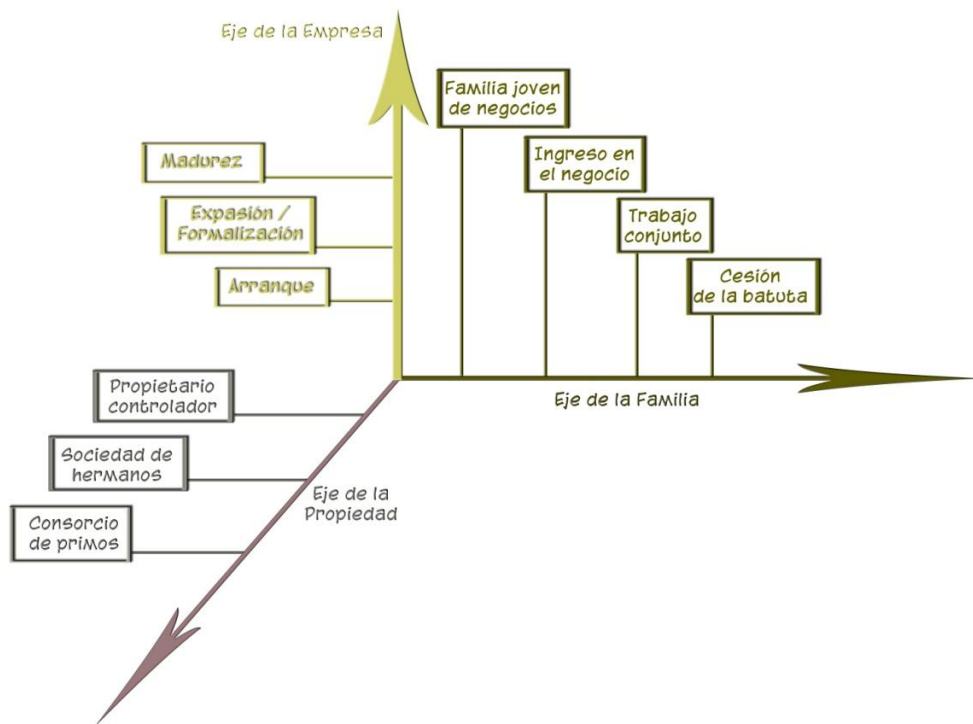 Eje de la Empresa
Familia joven
de negocios
Ingreso en
el negocio
Trabajo
conjunto
Cesión
de la batuta
Madurez
Expasión /
Formalización
Arranque
Eje de la Familia
Propietario
controlador
Sociedad de
hermanos
Consorcio
de primos
Eje de la
Propiedad